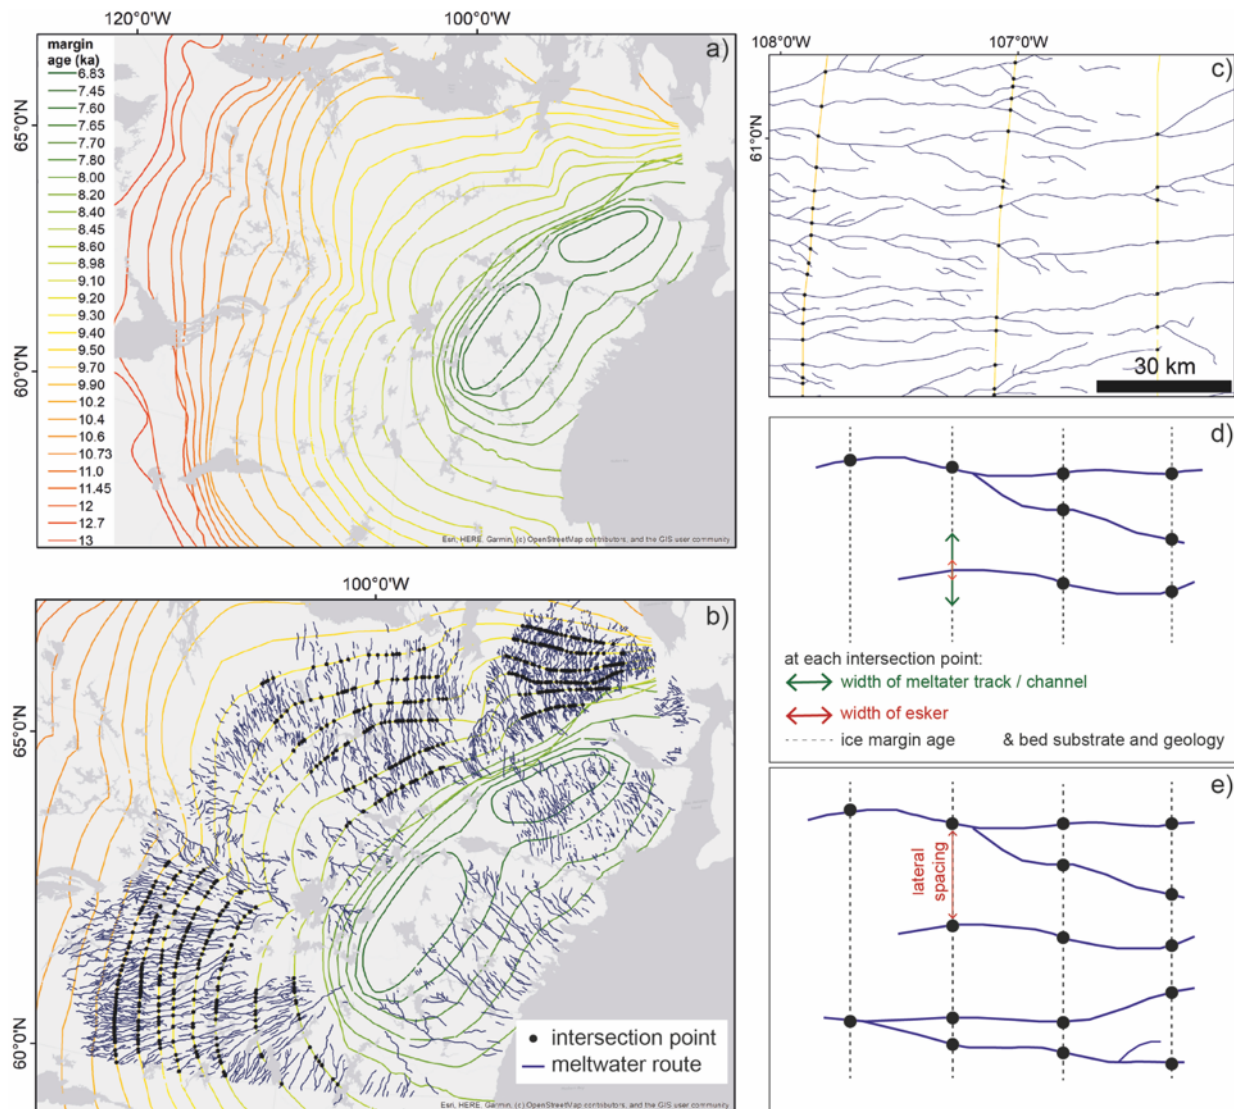 120°0'W
100°0'W
a)
margin
age (ka)
6.83
7.45
7.60
7.65
7.70
7.80
8.00
8.20
8.40
8.45
8.60
8.98
9.10
9.20
9.30
9.40
9.50
9.70
9.90
10.2
10.4
10.6
10.73
11.0
11.45
12
12.7
13
65°0'N
60°0'N
Esri, HERE, Garmin, (c) OpenStreetMap contributors, and the GIS user community
100°0'W
b)
65°0'N
60°0'N
intersection point
meltwater route
Esri, HERE, Garmin, (c) OpenStreetMap contributors, and the GIS user community
108°0'W
107°0'W
c)
61°0'N
30 km
d)
at each intersection point:
width of meltater track / channel
width of esker
ice margin age & bed substrate and geology
e)
lateral
spacing